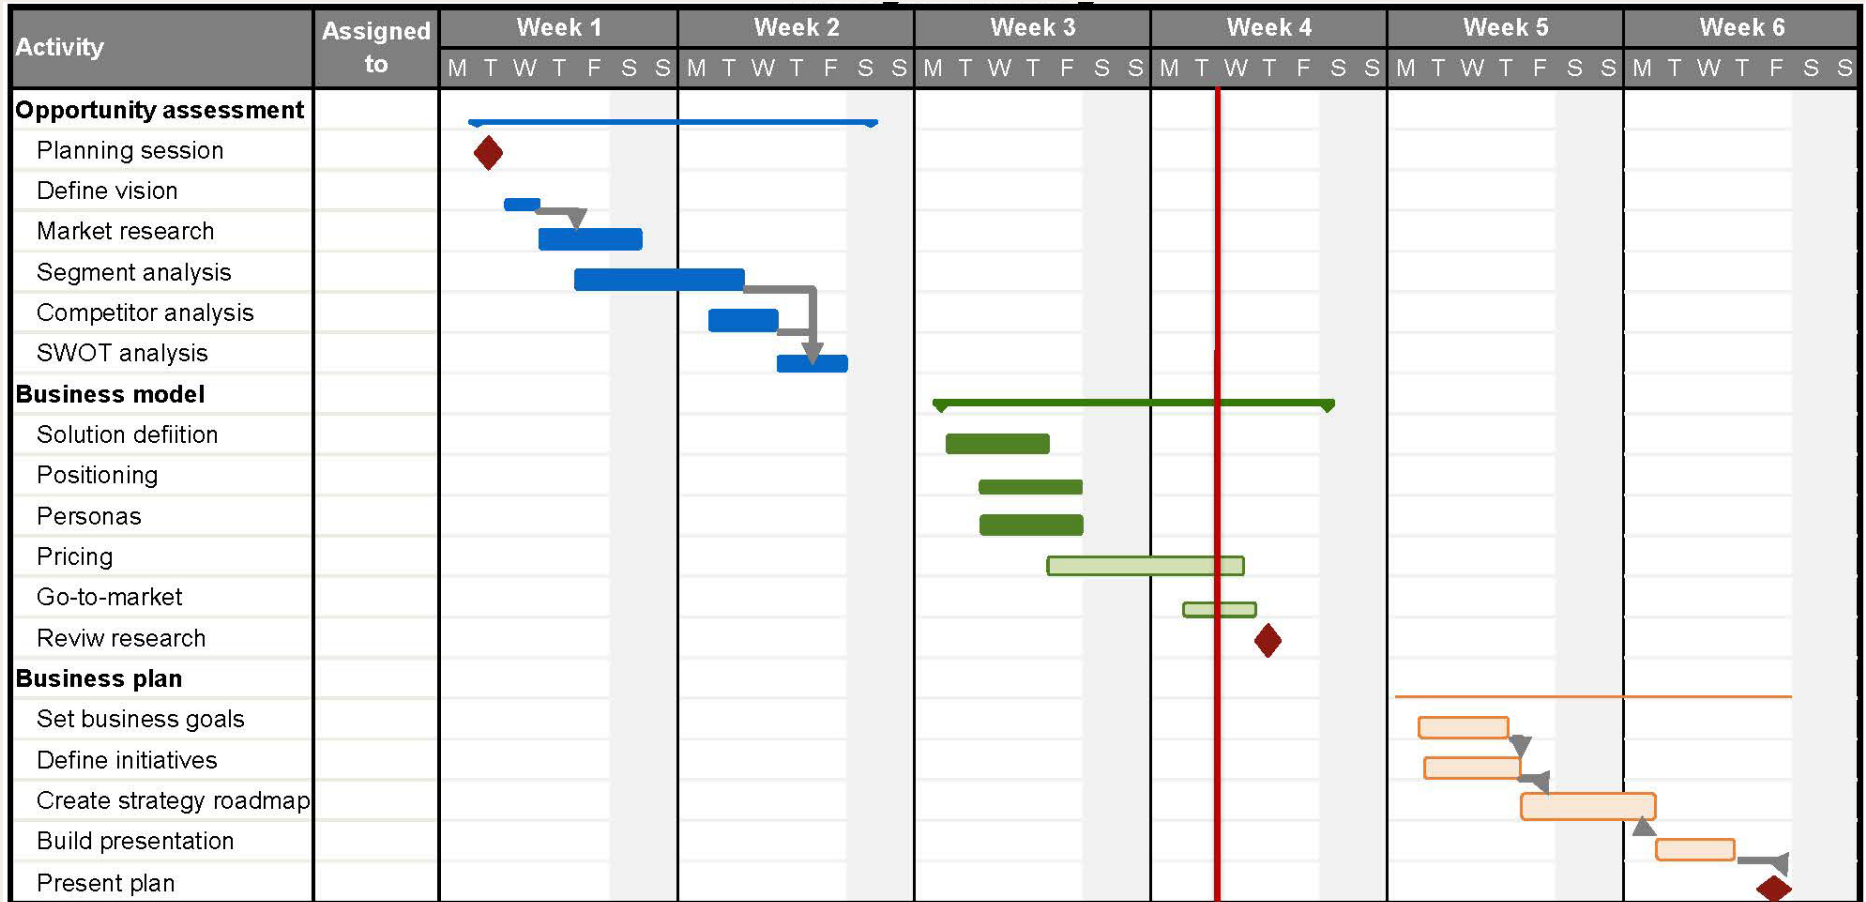 Activity
Assigned
to
Week 1 Week 2 Week 3 Week 4 Week 5 Week 6
M T W T F S S M T W T F S S M T W T F S S M T W T F S S M T W T F S S M T W T F S S
Opportunity assessment
Planning session
Define vision
Market research
Segment analysis
Competitor analysis
SWOT analysis
Business model
Solution defiition
Positioning
Personas
Pricing
Go-to-market
Reviw research
Business plan
Set business goals
Define initiatives
Create strategy roadmap
Build presentation
Present plan